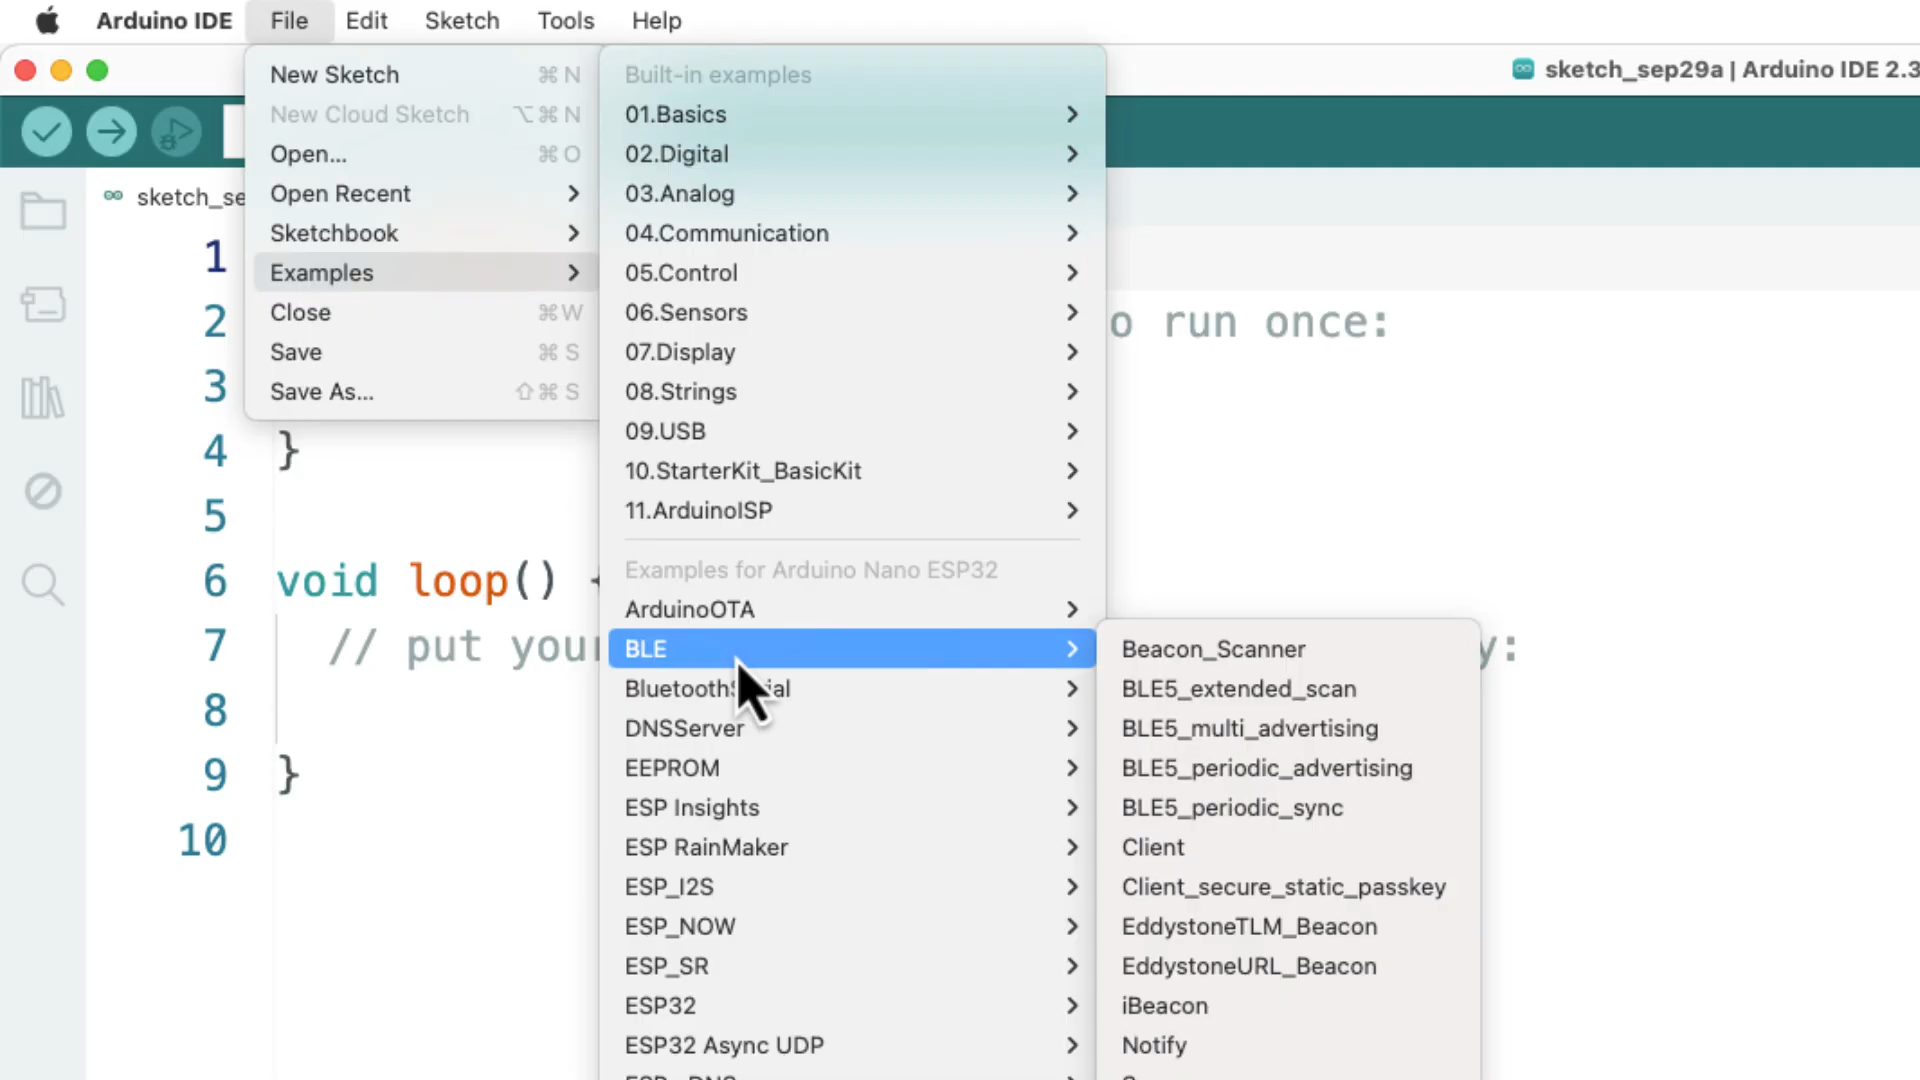 Arduino IDE File Edit Sketch Tools Help
sketch_sep29a | Arduino IDE 2.3
New Sketch ⌘ N
New Cloud Sketch ⌥ ⌘ N
Open... ⌘ O
Open Recent
Sketchbook
Examples
Close ⌘ W
Save ⌘ S
Save As... ⇧ ⌘ S
Built-in examples
01.Basics
02.Digital
03.Analog
04.Communication
05.Control
06.Sensors
07.Display
08.Strings
09.USB
10.StarterKit_BasicKit
11.ArduinoISP
Examples for Arduino Nano ESP32
ArduinoOTA
BLE
DNSServer
EEPROM
ESP Insights
ESP RainMaker
ESP_I2S
ESP_NOW
ESP_SR
ESP32
ESP32 Async UDP
Beacon_Scanner
BLE5_extended_scan
BLE5_multi_advertising
BLE5_periodic_advertising
BLE5_periodic_sync
Client
Client_secure_static_passkey
EddystoneTLM_Beacon
EddystoneURL_Beacon
iBeacon
Notify
1
2 run once:
3
4 }
5
6 void loop() {
7 // put
8
9 }
10